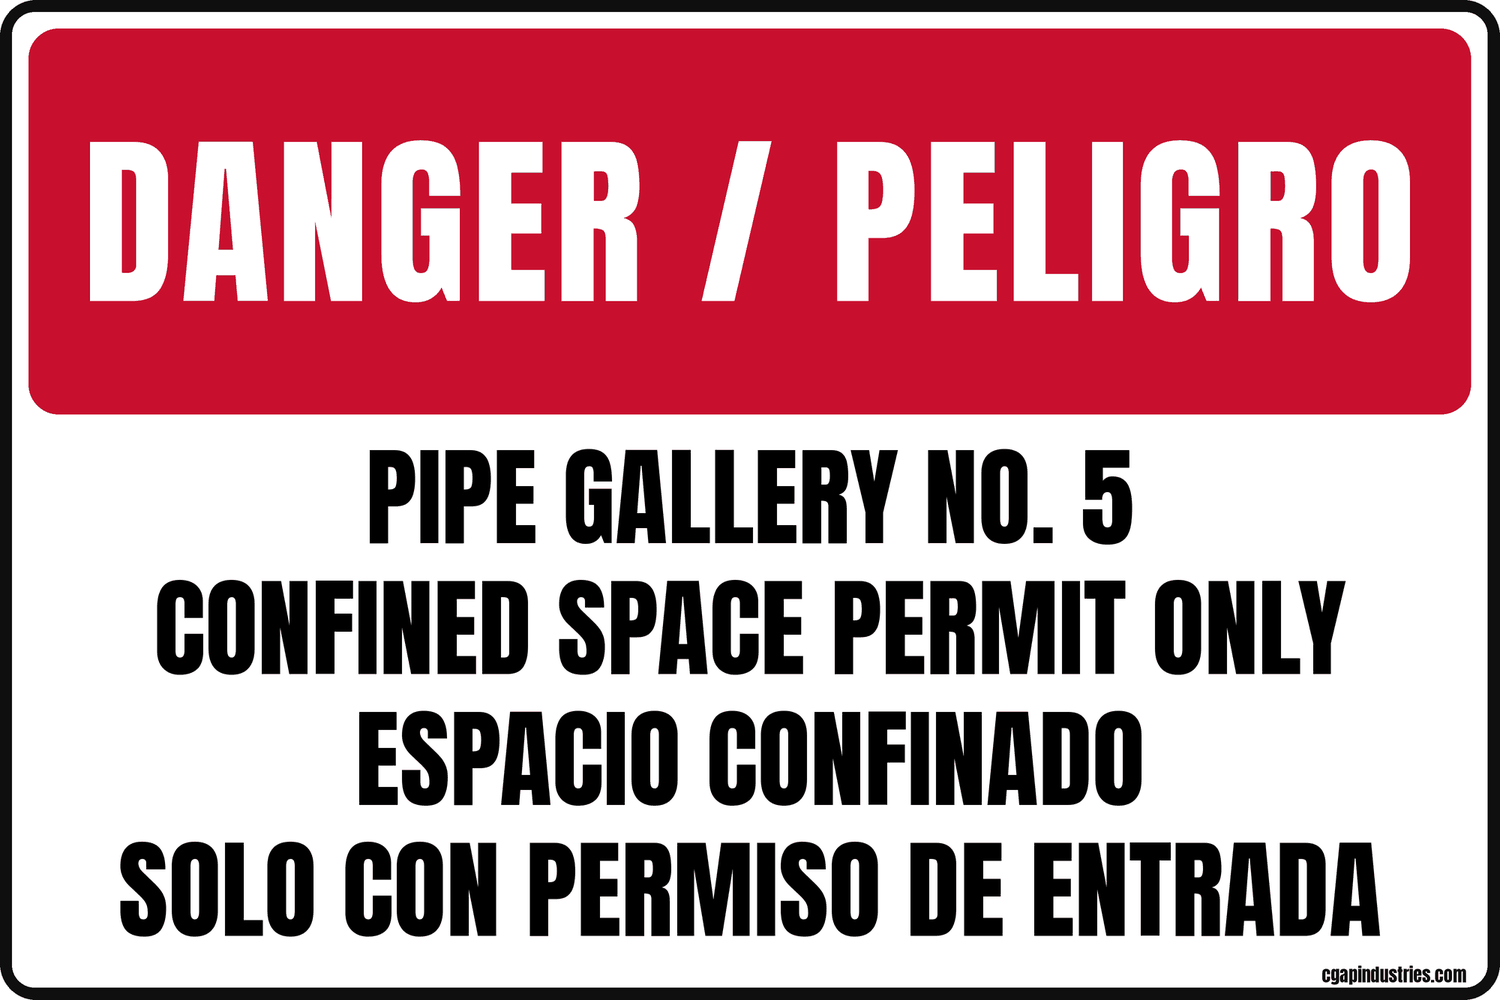 DANGER / PELIGRO
PIPE GALLERY NO. 5
CONFINED SPACE PERMIT ONLY
ESPACIO CONFINADO
SOLO CON PERMISO DE ENTRADA
cgapindustries.com